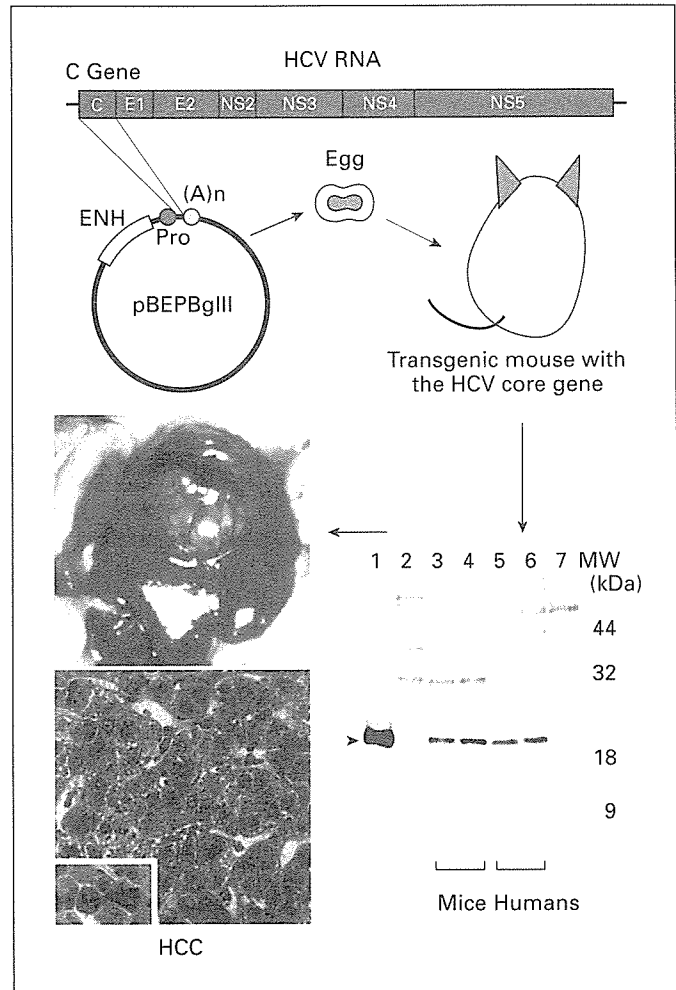 HCV RNA
C Gene
C E1 E2 NS2 NS3 NS4 NS5
Egg
(A)n
ENH
Pro
pBEPBglII
Transgenic mouse with
the HCV core gene
1 2 3 4 5 6 7 MW
(kDa)
44
32
18
9
Mice Humans
HCC